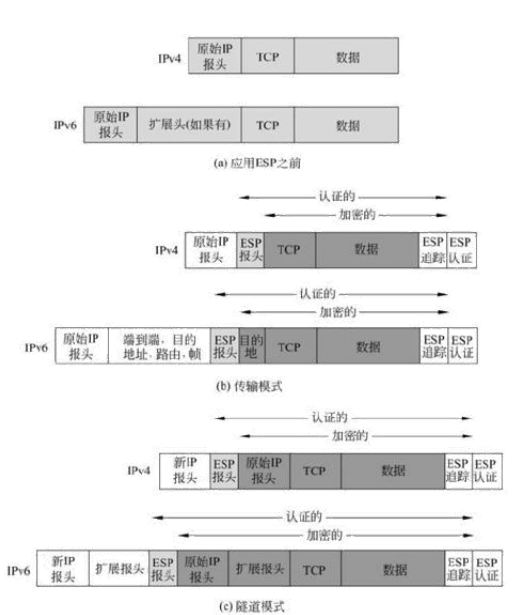 IPv4 原始IP报头 TCP 数据
IPv6 原始IP报头 扩展头(如果有) TCP 数据
(a) 应用ESP之前
认证的
加密的
IPv4 原始IP报头 ESP报头 TCP 数据 ESP追踪 ESP认证
认证的
加密的
IPv6 原始IP报头 端到端,目的地址,路由,帧 ESP报头 目的地 TCP 数据 ESP追踪 ESP认证
(b) 传输模式
认证的
加密的
IPv4 新IP报头 ESP报头 原始IP报头 TCP 数据 ESP追踪 ESP认证
认证的
加密的
IPv6 新IP报头 扩展报头 ESP报头 原始IP报头 扩展报头 TCP 数据 ESP追踪 ESP认证
(c) 隧道模式